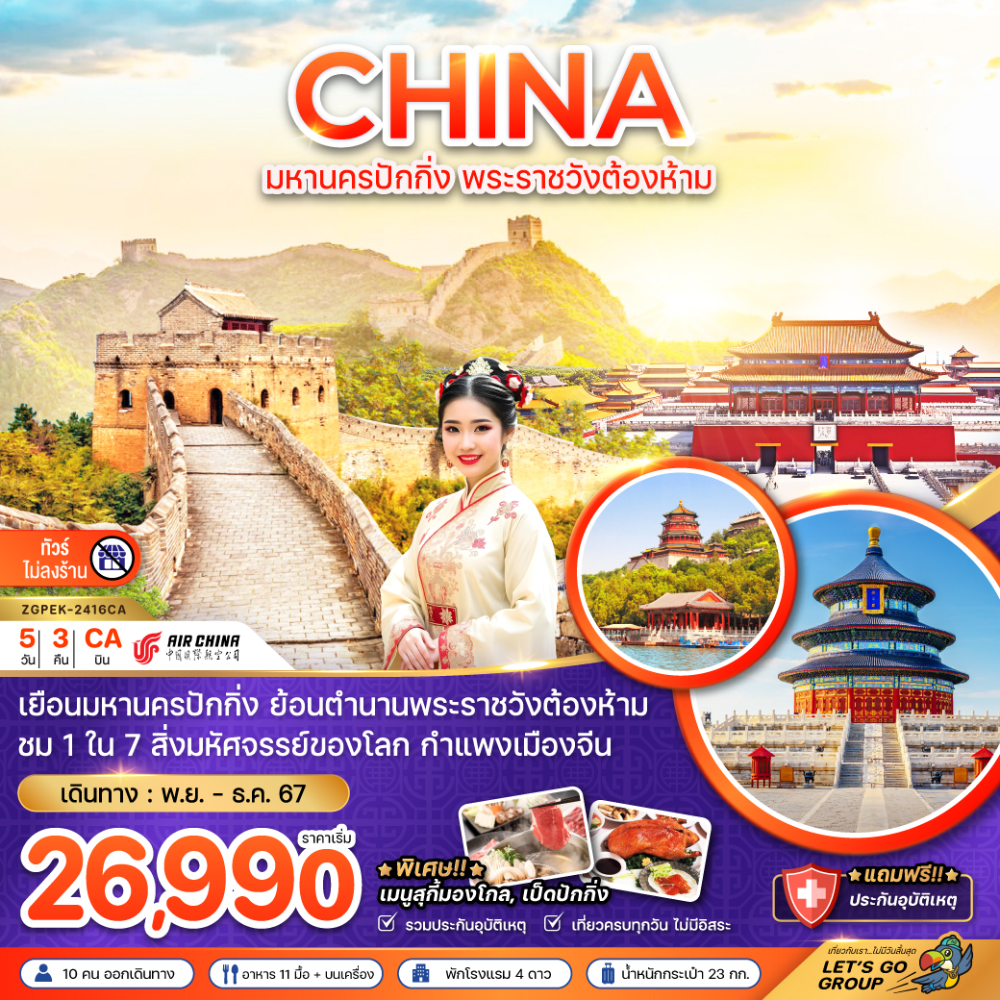 CHINA
มหานครปักกิ่ง พระราชวังต้องห้าม
ทัวร์
ไม่ลงร้าน
ZGPEK-2416CA
5 วัน
3 คืน
CA บิน
AIR CHINA
中国国际航空公司
เยือนมหานครปักกิ่ง ย้อนตำนานพระราชวังต้องห้าม
ชม 1 ใน 7 สิ่งมหัศจรรย์ของโลก กำแพงเมืองจีน
เดินทาง : พ.ย. - ธ.ค. 67
ราคาเริ่ม
26,990
พิเศษ!!
เมนูสุกี้มองโกล, เป็ดปักกิ่ง
รวมประกันอุบัติเหตุ
เที่ยวครบทุกวัน ไม่มีอิสระ
แถมฟรี!!
ประกันอุบัติเหตุ
10 คน ออกเดินทาง
อาหาร 11 มื้อ + บนเครื่อง
พักโรงแรม 4 ดาว
น้ำหนักกระเป๋า 23 กก.
เที่ยวกับเรา...ไม่มีวันสิ้นสุด
LET'S GO
GROUP